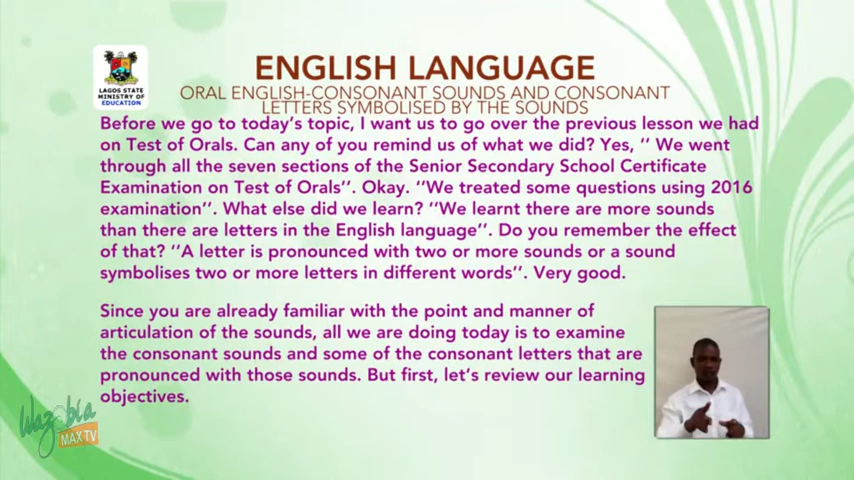 ENGLISH LANGUAGE
LAGOS STATE
MINISTRY OF
EDUCATION
ORAL ENGLISH-CONSONANT SOUNDS AND CONSONANT
LETTERS SYMBOLISED BY THE SOUNDS
Before we go to today's topic, I want us to go over the previous lesson we had
on Test of Orals. Can any of you remind us of what we did? Yes, '' We went
through all the seven sections of the Senior Secondary School Certificate
Examination on Test of Orals''. Okay. ''We treated some questions using 2016
examination''. What else did we learn? ''We learnt there are more sounds
than there are letters in the English language''. Do you remember the effect
of that? ''A letter is pronounced with two or more sounds or a sound
symbolises two or more letters in different words''. Very good.
Since you are already familiar with the point and manner of
articulation of the sounds, all we are doing today is to examine
the consonant sounds and some of the consonant letters that are
pronounced with those sounds. But first, let's review our learning
objectives.
Wazobia
MAX TV